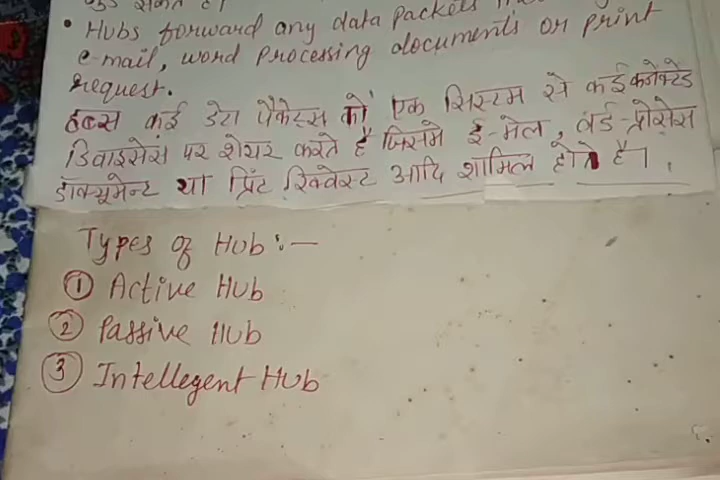 • Hubs forward any data packets
e-mail, word processing documents or print
request.
हब्स कई डेटा पैकेट्स को एक सिस्टम से कई कनेक्टेड
डिवाइसेस पर शेयर करते हैं जिसमे ई-मेल, वर्ड-प्रोसेस
डॉक्यूमेन्ट या प्रिंट रिक्वेस्ट आदि शामिल होते है।
Types of Hub:—
① Active Hub
② Passive Hub
③ Intellegent Hub